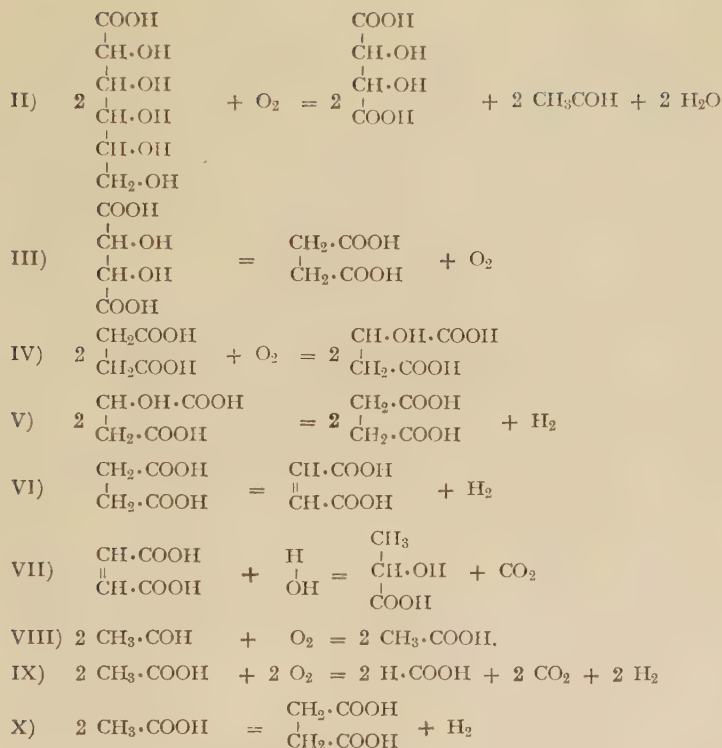 COOH COOH
CH·OH CH·OH
CH·OH CH·OH
II) 2 CH·OH + O₂ = 2 COOH + 2 CH₃COH + 2 H₂O
CH·OH
CH₂·OH
COOH
CH·OH CH₂·COOH
III) CH·OH = CH₂·COOH + O₂
COOH
CH₂COOH CH·OH·COOH
IV) 2 CH₂COOH + O₂ = 2 CH₂·COOH
CH·OH·COOH CH₂·COOH
V) 2 CH₂·COOH = 2 CH₂·COOH + H₂
CH₂·COOH CH·COOH
VI) CH₂·COOH = CH·COOH + H₂
CH₃
CH·COOH H CH·OH
VII) CH·COOH + OH = COOH + CO₂
VIII) 2 CH₃·COH + O₂ = 2 CH₃·COOH.
IX) 2 CH₃·COOH + 2 O₂ = 2 H·COOH + 2 CO₂ + 2 H₂
CH₂·COOH
X) 2 CH₃·COOH = CH₂·COOH + H₂